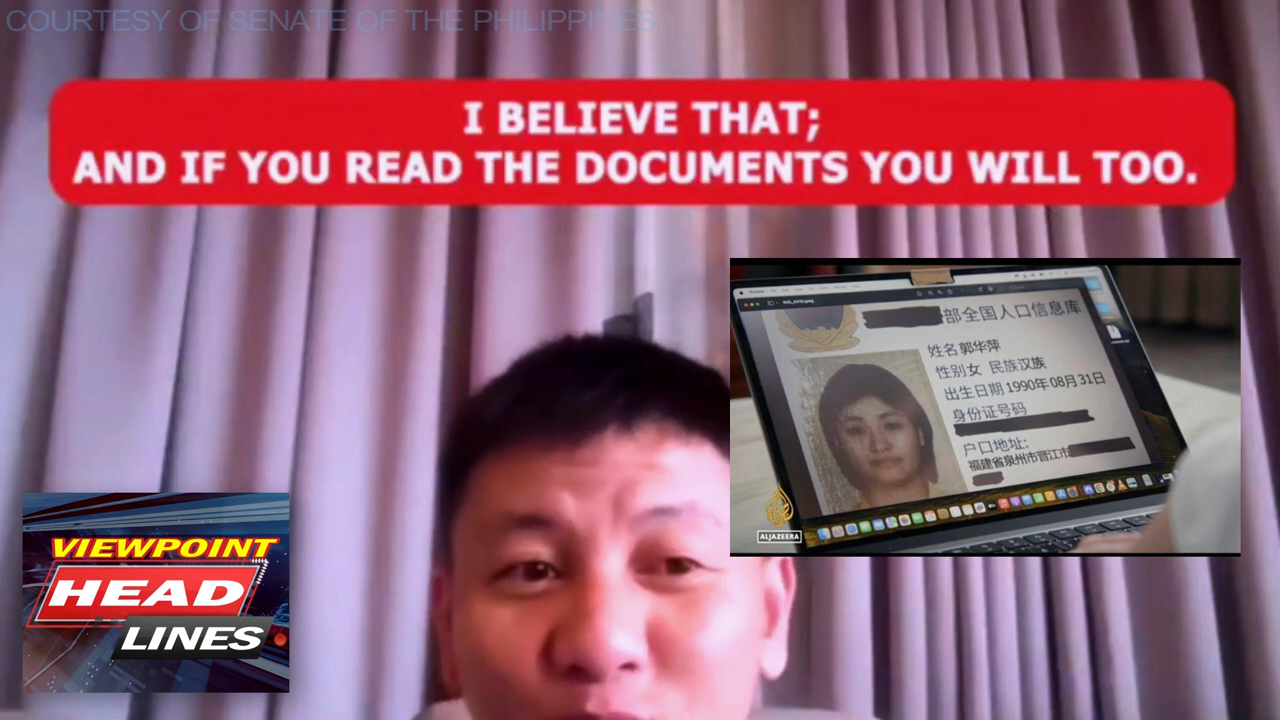 COURTESY OF SENATE OF THE PHILIPPINES
I BELIEVE THAT;
AND IF YOU READ THE DOCUMENTS YOU WILL TOO.
部全国人口信息库
姓名 郭华萍
性别 女 民族 汉族
出生日期 1990年08月31日
身份证号码
户口地址:
福建省泉州市晋江市
ALJAZEERA
VIEWPOINT
HEAD
LINES